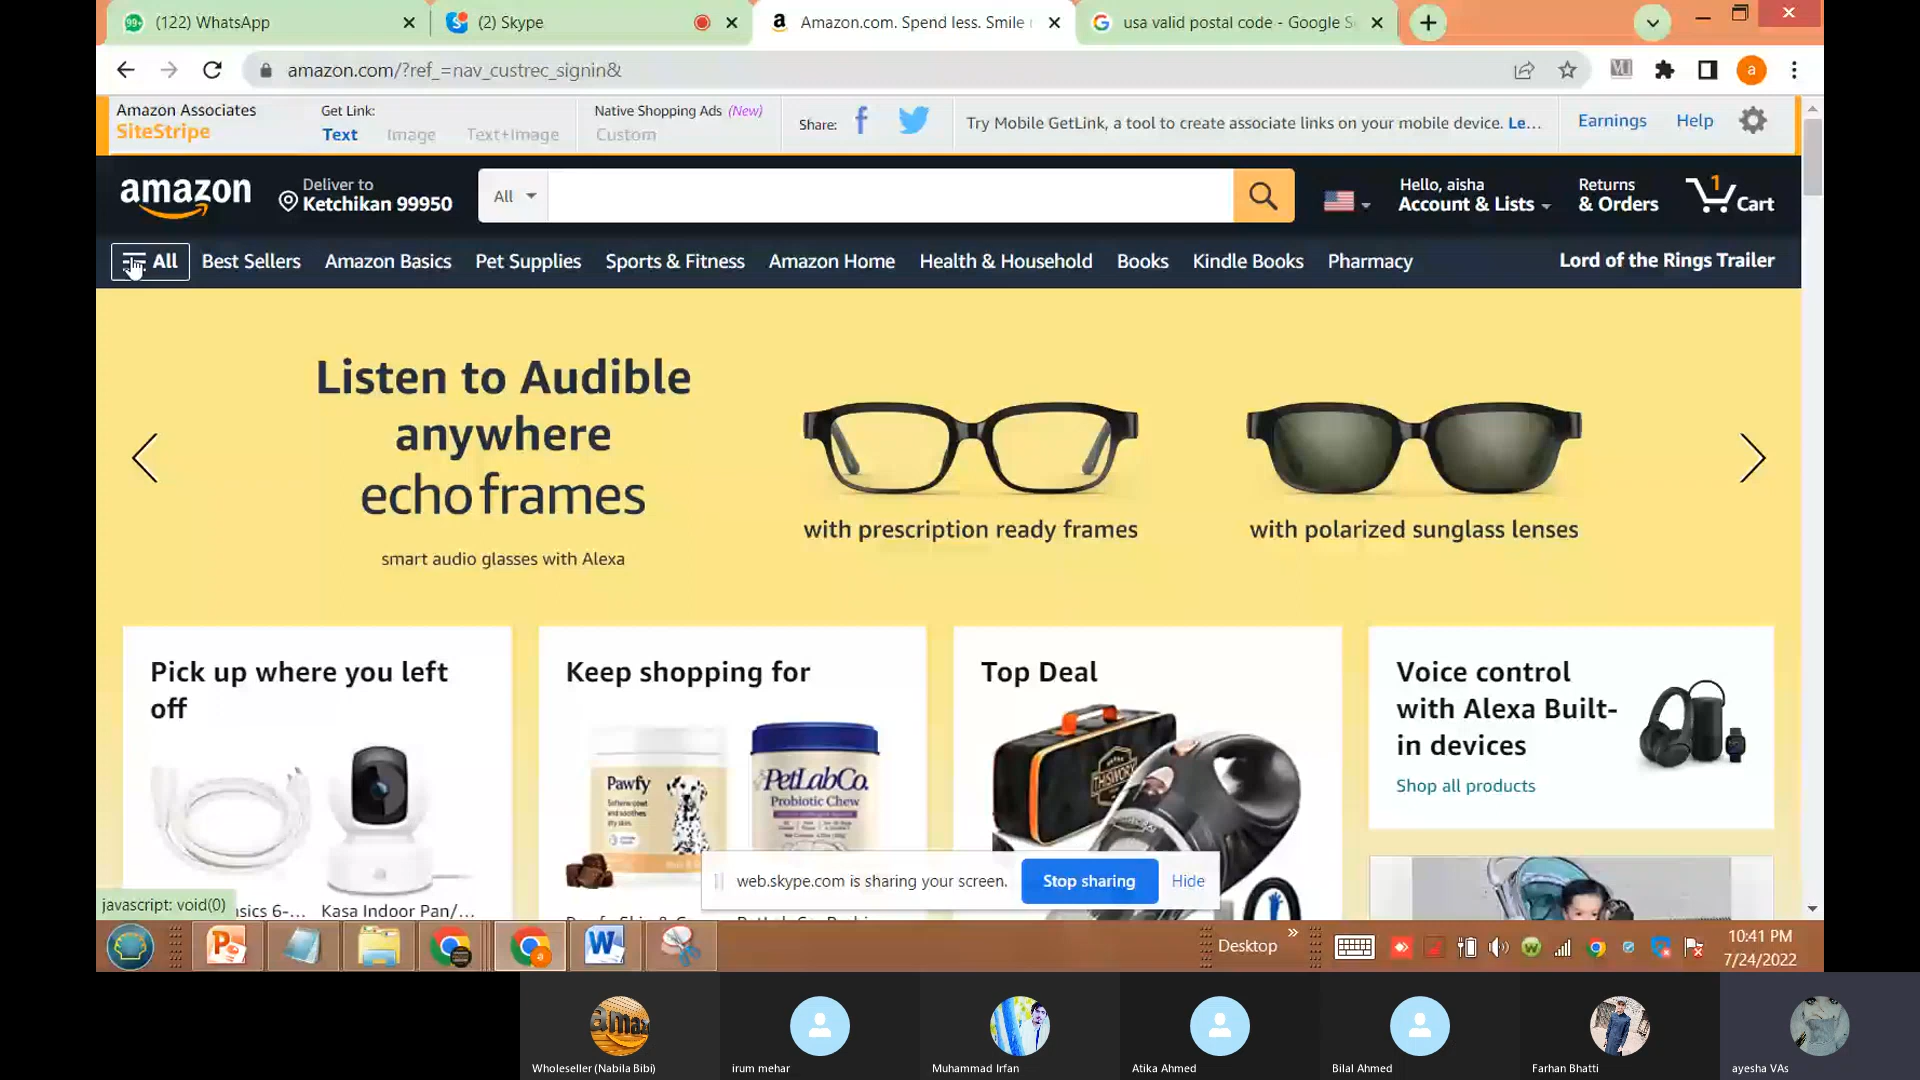 (122) WhatsApp
(2) Skype
Amazon.com. Spend less. Smile
usa valid postal code - Google S
amazon.com/?ref_=nav_custrec_signin&
a
Amazon Associates
SiteStripe
Get Link:
Text Image Text+Image
Native Shopping Ads (New)
Custom
Share:
Try Mobile GetLink, a tool to create associate links on your mobile device. Le...
Earnings
Help
amazon
Deliver to
Ketchikan 99950
All
Hello, aisha
Account & Lists
Returns
& Orders
1
Cart
All
Best Sellers
Amazon Basics
Pet Supplies
Sports & Fitness
Amazon Home
Health & Household
Books
Kindle Books
Pharmacy
Lord of the Rings Trailer
Listen to Audible
anywhere
echo frames
smart audio glasses with Alexa
with prescription ready frames
with polarized sunglass lenses
Pick up where you left
off
Keep shopping for
Top Deal
Voice control
with Alexa Built-
in devices
Shop all products
Pawfy
PetLabCo.
Probiotic Chew
THISWORX
sics 6-...
Kasa Indoor Pan/...
web.skype.com is sharing your screen.
Stop sharing
Hide
javascript: void(0)
Desktop
10:41 PM
7/24/2022
Wholeseller (Nabila Bibi)
irum mehar
Muhammad Irfan
Atika Ahmed
Bilal Ahmed
Farhan Bhatti
ayesha VAs